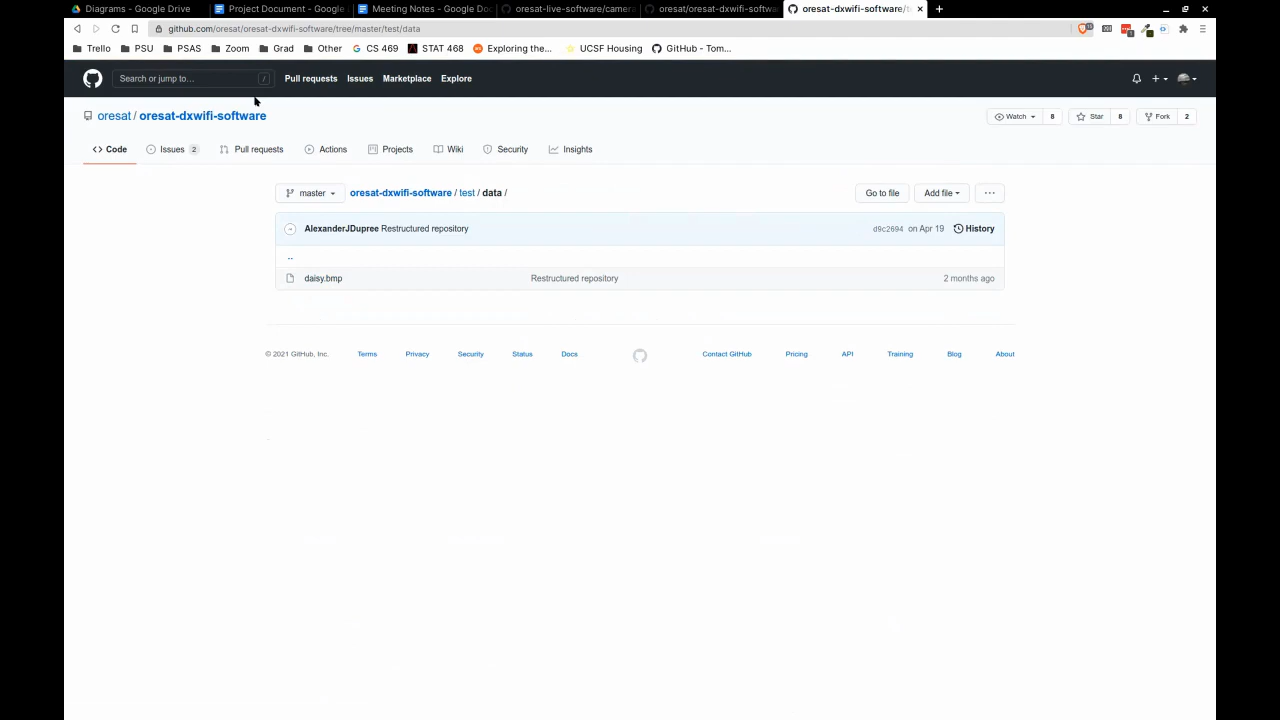 Diagrams - Google Drive
Project Document - Google
Meeting Notes - Google Doc
oresat-live-software/camer
oresat/oresat-dxwifi-softwa
oresat-dxwifi-software/t
github.com/oresat/oresat-dxwifi-software/tree/master/test/data
Trello PSU PSAS Zoom Grad Other CS 469 STAT 468 Exploring the... UCSF Housing GitHub - Tom...
Search or jump to... /
Pull requests Issues Marketplace Explore
oresat / oresat-dxwifi-software
Watch 8 Star 8 Fork 2
Code Issues 2 Pull requests Actions Projects Wiki Security Insights
master oresat-dxwifi-software / test / data /
Go to file Add file ...
AlexanderJDupree Restructured repository d9c2694 on Apr 19 History
..
daisy.bmp Restructured repository 2 months ago
© 2021 GitHub, Inc. Terms Privacy Security Status Docs Contact GitHub Pricing API Training Blog About